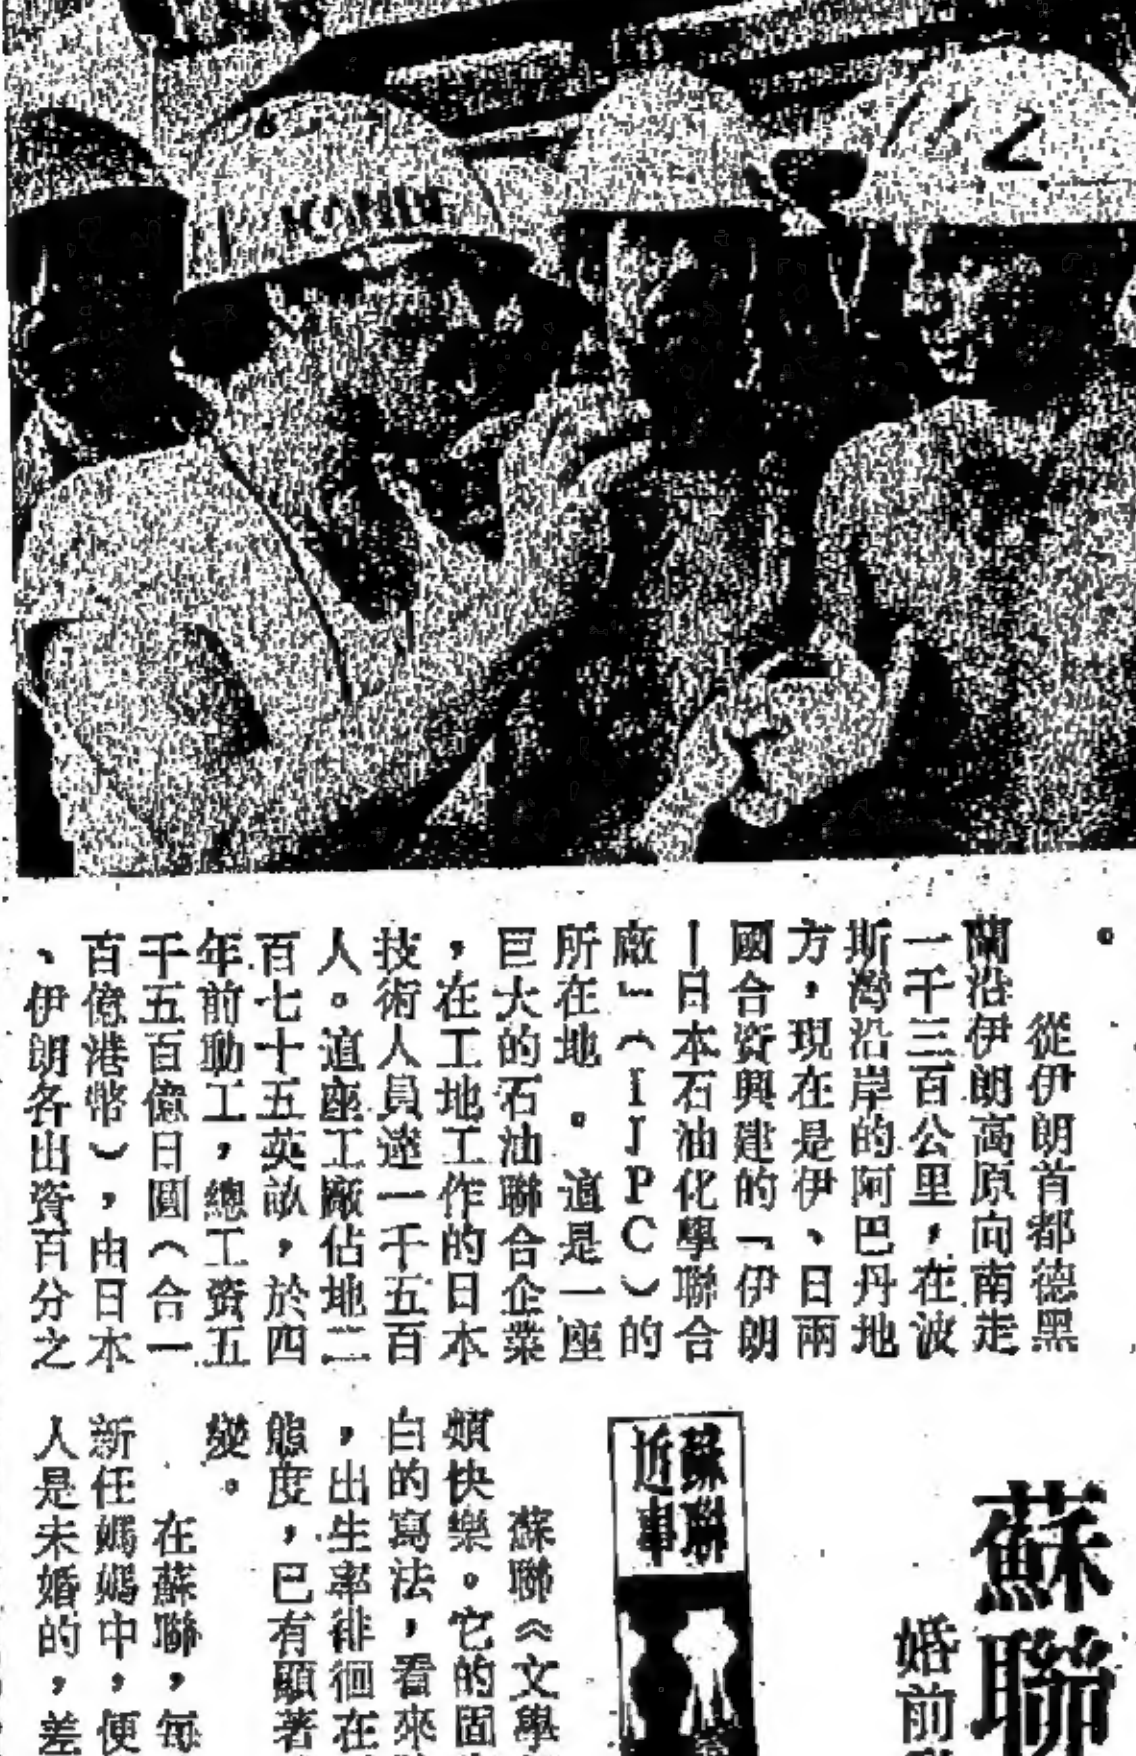 。
從伊朗首都德黑
蘭沿伊朗高原向南走
一千三百公里，在波
斯灣沿岸的阿巴丹地
方，現在是伊、日兩
國合資興建的「伊朗
－日本石油化學聯合
廠」（ＩＪＰＣ）的
所在地。這是一座
巨大的石油聯合企業
，在工地工作的日本
技術人員達一千五百
人。這座工廠佔地二
百七十五英畝，於四
年前動工，總工資五
千五百億日圓（合一
百億港幣），由日本
、伊朗各出資百分之
蘇聯
婚前
蘇聯
近事
蘇聯《文學
頻快樂。它的固
白的寫法，看來
，出生率徘徊在
態度，已有顯著
變。
在蘇聯，每
新任媽媽中，便
人是未婚的，差